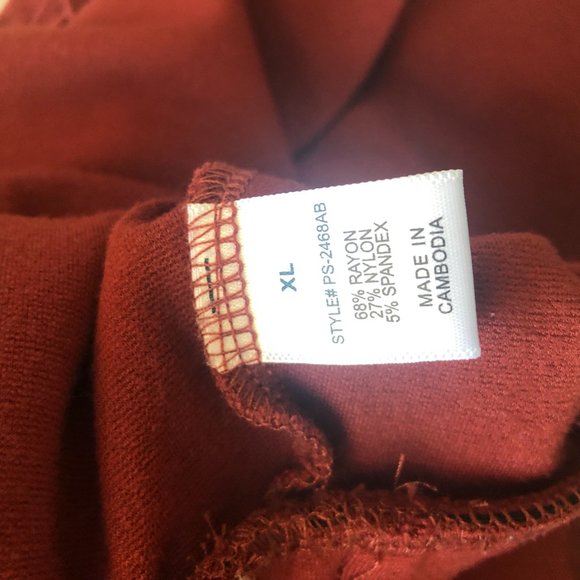 XL
STYLE# PS-2468AB
68% RAYON
27% NYLON
5% SPANDEX
MADE IN
CAMBODIA